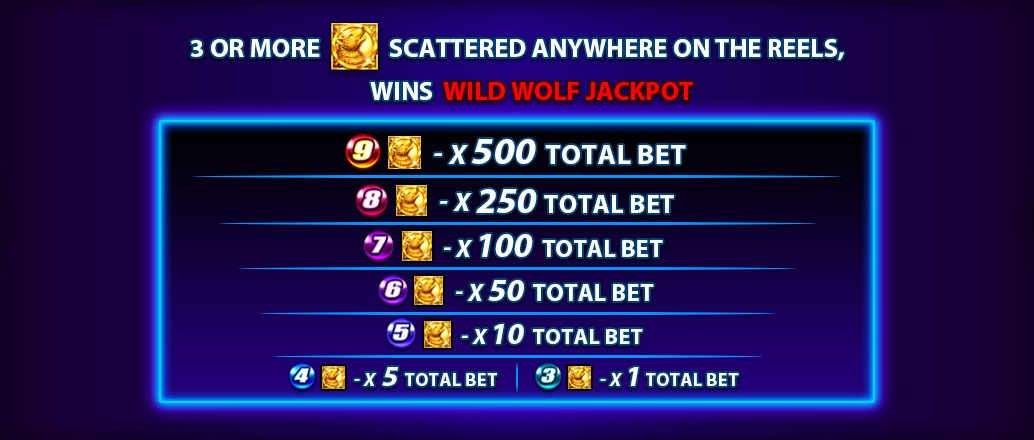 3 OR MORE SCATTERED ANYWHERE ON THE REELS,
WINS WILD WOLF JACKPOT
9 - X 500 TOTAL BET
8 - X 250 TOTAL BET
7 - X 100 TOTAL BET
6 - X 50 TOTAL BET
5 - X 10 TOTAL BET
4 - X 5 TOTAL BET 3 - X 1 TOTAL BET